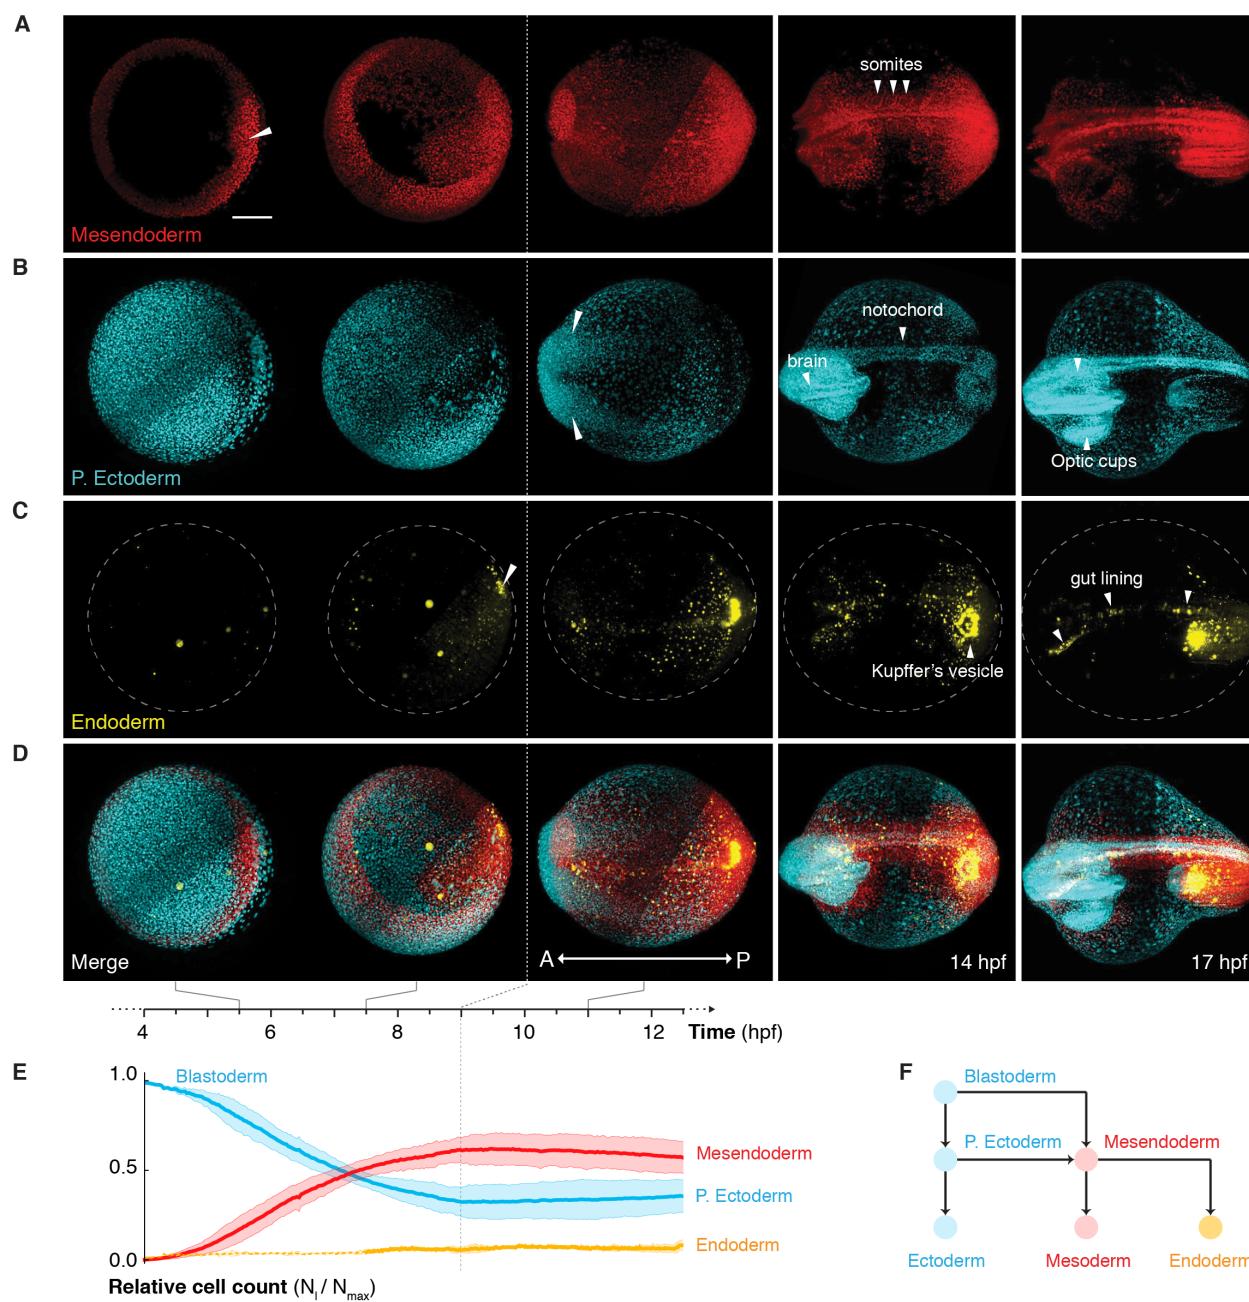 A
somites
Mesendoderm
B
notochord
brain
Optic cups
P. Ectoderm
C
gut lining
Kupffer's vesicle
Endoderm
D
Merge
A P
14 hpf
17 hpf
4 6 8 10 12 Time (hpf)
E
1.0
Blastoderm
0.5
0.0
Mesendoderm
P. Ectoderm
Endoderm
Relative cell count (Nl / Nmax)
F
Blastoderm
P. Ectoderm Mesendoderm
Ectoderm Mesoderm Endoderm